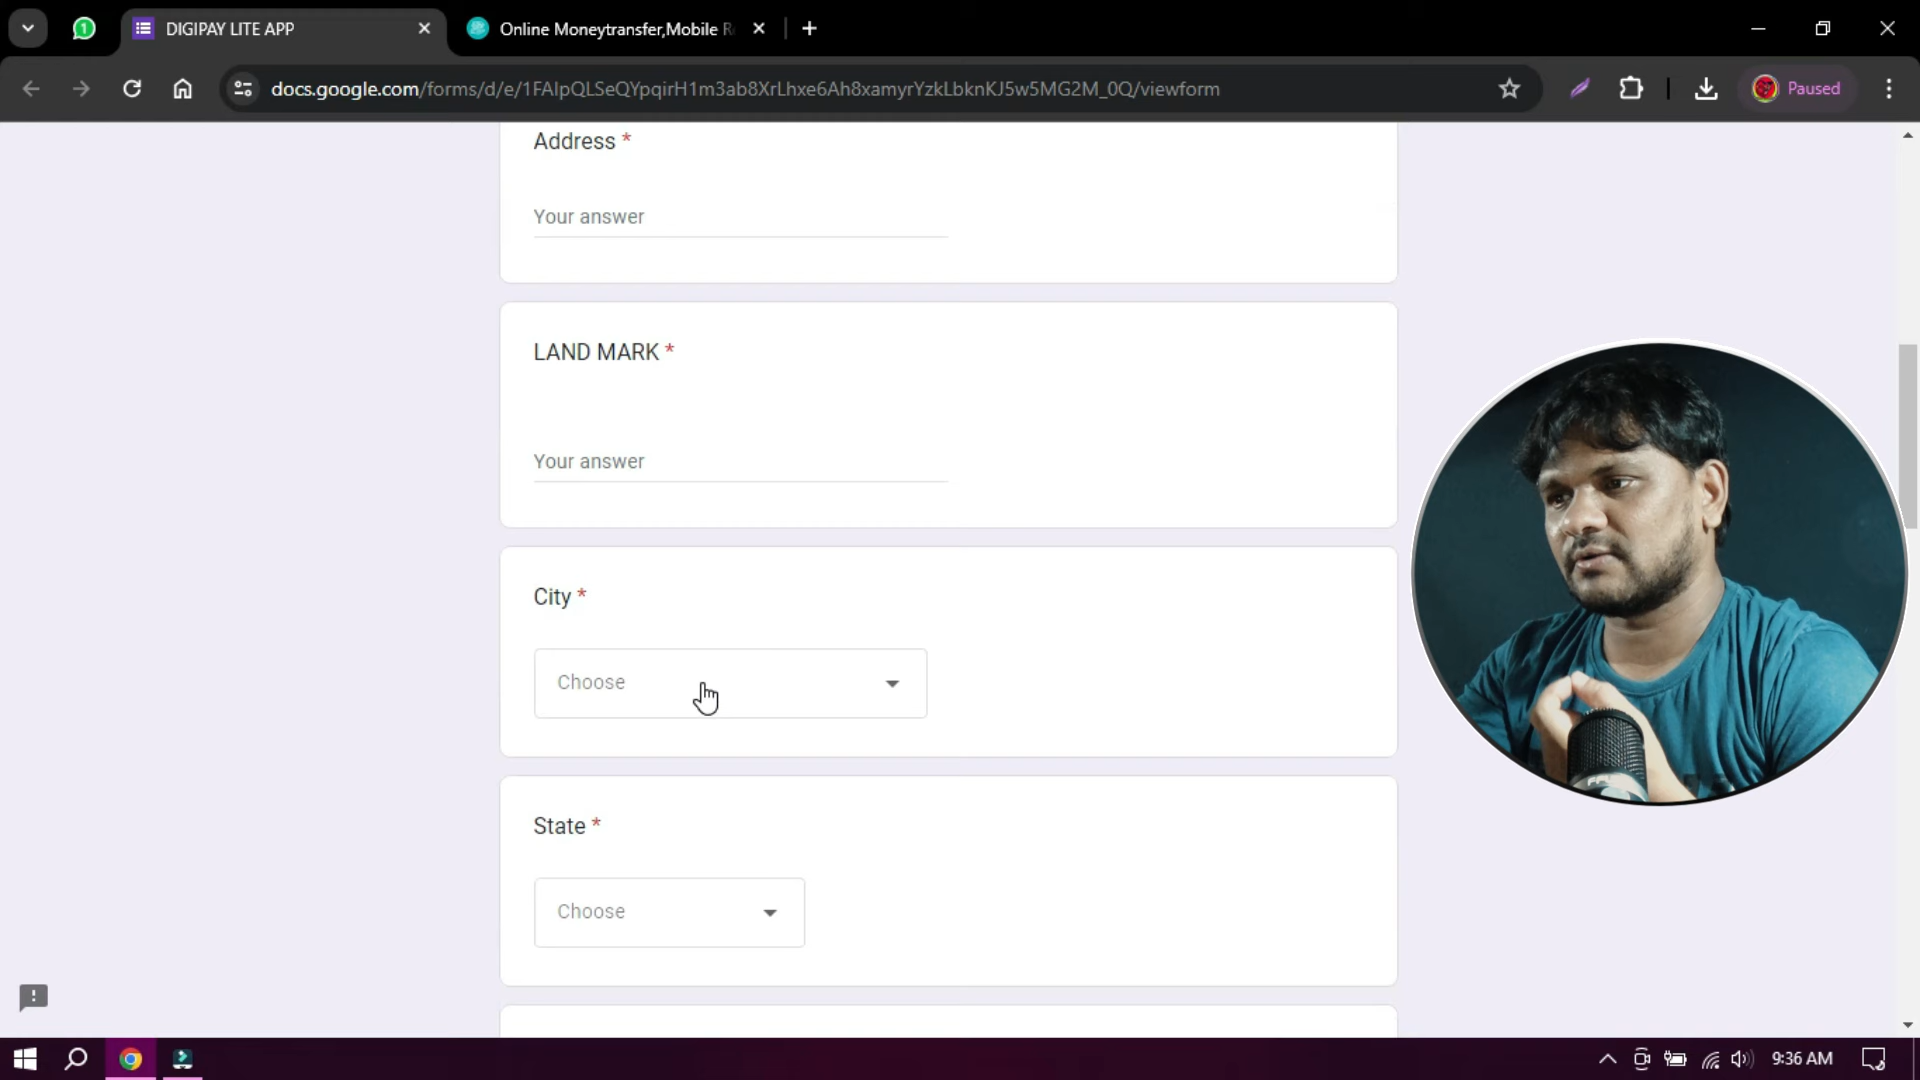 DIGIPAY LITE APP
Online Moneytransfer,Mobile R
docs.google.com/forms/d/e/1FAIpQLSeQYpqirH1m3ab8XrLhxe6Ah8xamyrYzkLbknKJ5w5MG2M_0Q/viewform
Paused
Address *
Your answer
LAND MARK *
Your answer
City *
Choose
State *
Choose
9:36 AM